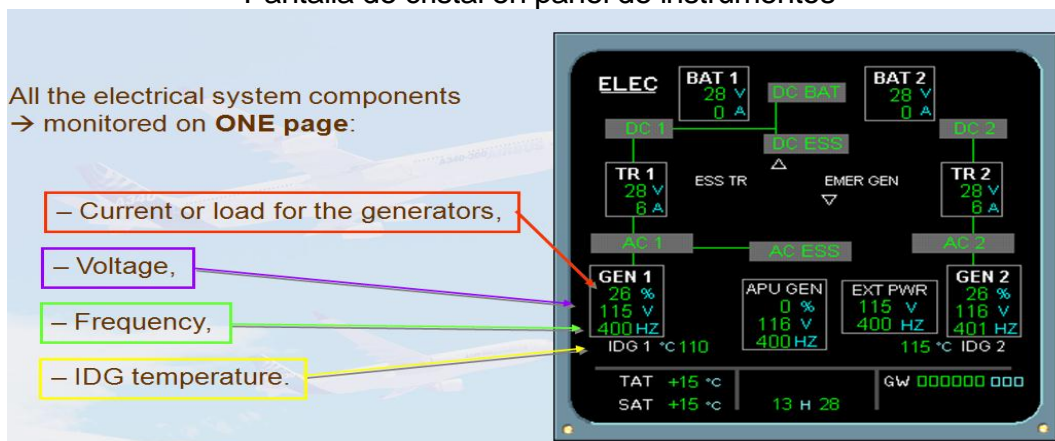 Pantalla de cristal en panel de instrumentos
All the electrical system components
→ monitored on ONE page:
– Current or load for the generators,
– Voltage,
– Frequency,
– IDG temperature.
ELEC
BAT 1
28 V
0 A
DC BAT
BAT 2
28 V
0 A
DC 1
DC ESS
DC 2
TR 1
28 V
6 A
ESS TR
EMER GEN
TR 2
28 V
6 A
AC 1
AC ESS
AC 2
GEN 1
26 %
115 V
400 HZ
APU GEN
0 %
116 V
400 HZ
EXT PWR
115 V
400 HZ
GEN 2
26 %
116 V
401 HZ
IDG 1 °C 110
115 °C IDG 2
TAT +15 °C
GW
SAT +15 °C
13 H 28